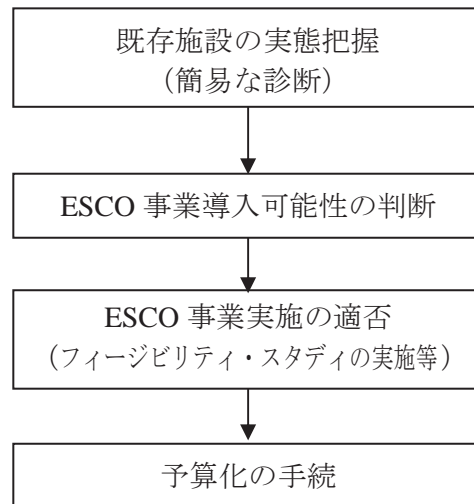 既存施設の実態把握
（簡易な診断）
ESCO 事業導入可能性の判断
ESCO 事業実施の適否
（フィージビリティ・スタディの実施等）
予算化の手続